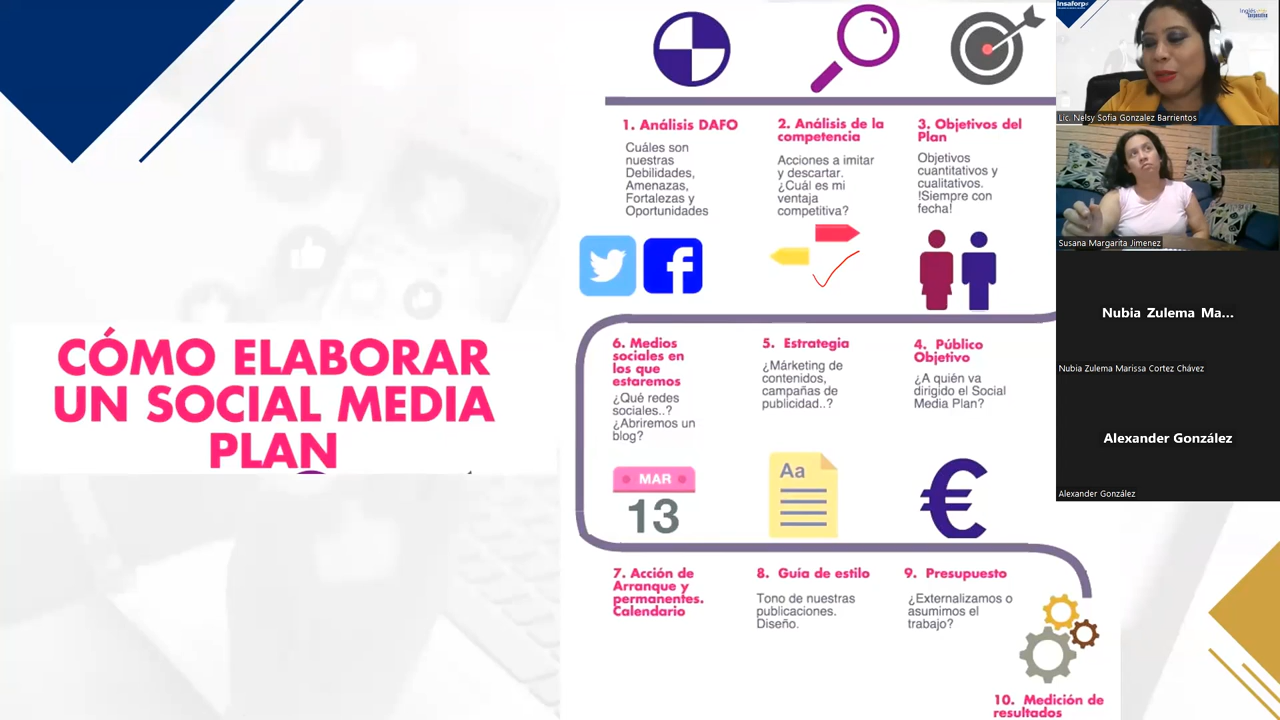 CÓMO ELABORAR
UN SOCIAL MEDIA
PLAN
1. Análisis DAFO
Cuáles son
nuestras
Debilidades,
Amenazas,
Fortalezas y
Oportunidades
2. Análisis de la
competencia
Acciones a imitar
y descartar.
¿Cuál es mi
ventaja
competitiva?
3. Objetivos del
Plan
Objetivos
cuantitativos y
cualitativos.
!Siempre con
fecha!
6. Medios
sociales en
los que
estaremos
¿Qué redes
sociales..?
¿Abriremos un
blog?
5. Estrategia
¿Márketing de
contenidos,
campañas de
publicidad..?
4. Público
Objetivo
¿A quién va
dirigido el Social
Media Plan?
MAR
13
Aa
7. Acción de
Arranque y
permanentes.
Calendario
8. Guía de estilo
Tono de nuestras
publicaciones.
Diseño.
9. Presupuesto
¿Externalizamos o
asumimos el
trabajo?
10. Medición de
resultados
Insaforp
Lic. Nelsy Sofia Gonzalez Barrientos
Susana Margarita Jimenez
Nubia Zulema Ma...
Nubia Zulema Marissa Cortez Chávez
Alexander González
Alexander González